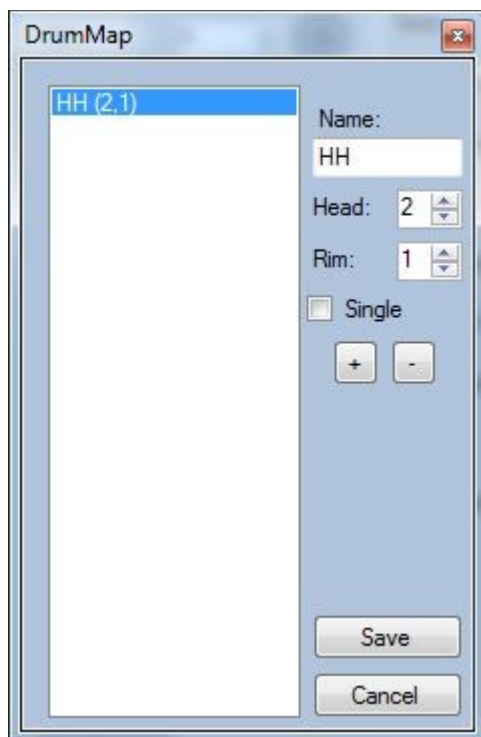 DrumMap
HH (2,1)
Name:
HH
Head: 2
Rim: 1
Single
+ -
Save
Cancel